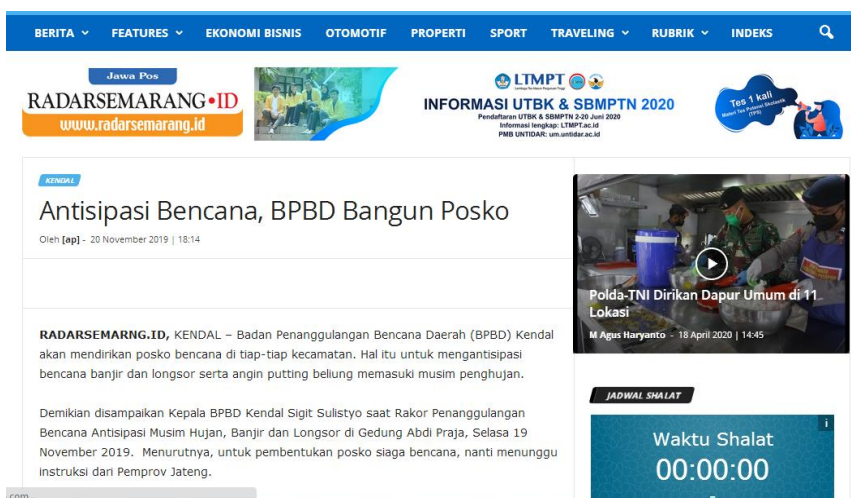 BERITA FEATURES EKONOMI BISNIS OTOMOTIF PROPERTI SPORT TRAVELING RUBRIK INDEKS
Jawa Pos
RADARSEMARANG•ID
www.radarsemarang.id
LTMPT
INFORMASI UTBK & SBMPTN 2020
Pendaftaran UTBK & SBMPTN 2-20 Juni 2020
Informasi lengkap: LTMPT.ac.id
PMB UNTIDAR: um.untidar.ac.id
Tes 1 kali
Materi Tes Potensi Skolastik
(TPS)
KENDAL
Antisipasi Bencana, BPBD Bangun Posko
Oleh [ap] - 20 November 2019 | 18:14
RADARSEMARNG.ID, KENDAL – Badan Penanggulangan Bencana Daerah (BPBD) Kendal
akan mendirikan posko bencana di tiap-tiap kecamatan. Hal itu untuk mengantisipasi
bencana banjir dan longsor serta angin putting beliung memasuki musim penghujan.
Demikian disampaikan Kepala BPBD Kendal Sigit Sulistyo saat Rakor Penanggulangan
Bencana Antisipasi Musim Hujan, Banjir dan Longsor di Gedung Abdi Praja, Selasa 19
November 2019. Menurutnya, untuk pembentukan posko siaga bencana, nanti menunggu
instruksi dari Pemprov Jateng.
Polda-TNI Dirikan Dapur Umum di 11
Lokasi
M Agus Haryanto - 18 April 2020 | 14:45
JADWAL SHALAT
i
Waktu Shalat
00:00:00